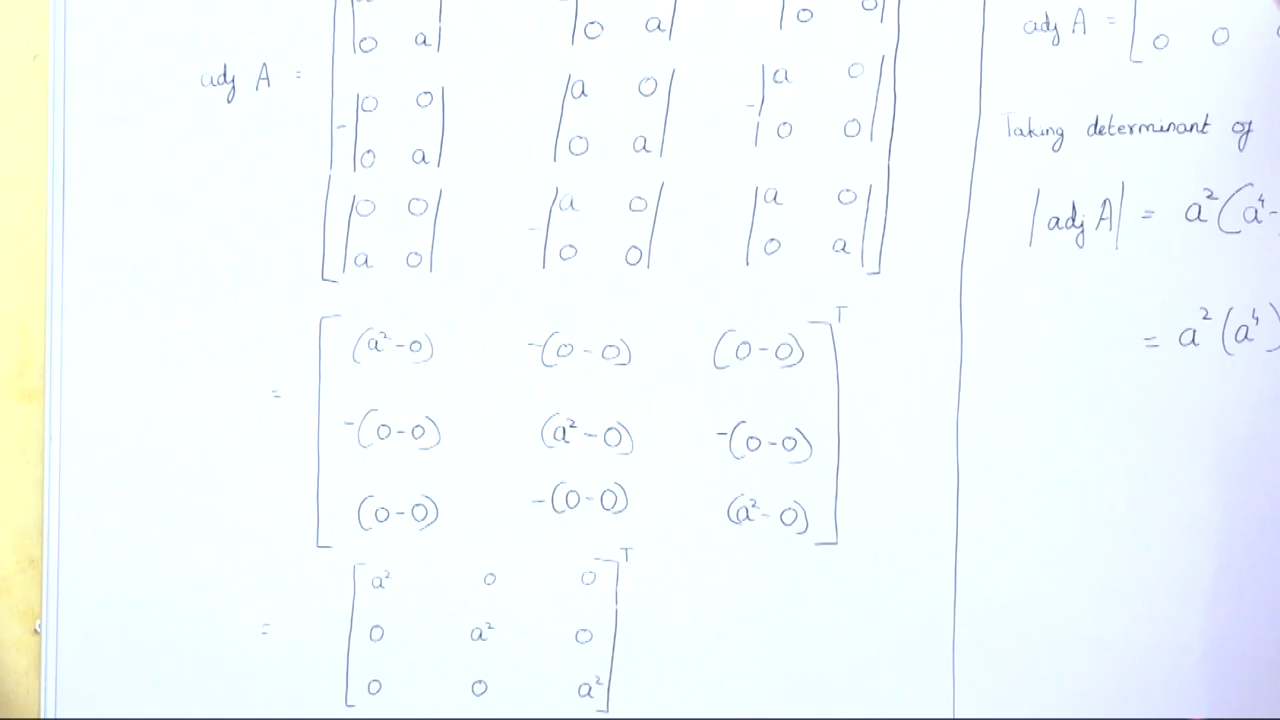 0 a| |0 a| |0 0|
adj A =
-|0 0| |a 0| -|a 0|
|0 a| |0 a| |0 0|
|0 0| -|a 0| |a 0|
|a 0| |0 0| |0 a|
= [(a²-0) -(0-0) (0-0)]ᵀ
-(0-0) (a²-0) -(0-0)
(0-0) -(0-0) (a²-0)
= [a² 0 0]ᵀ
0 a² 0
0 0 a²
adj A = [
0 0
Taking determinant of
|adj A| = a²(a⁴-
= a²(a⁴)